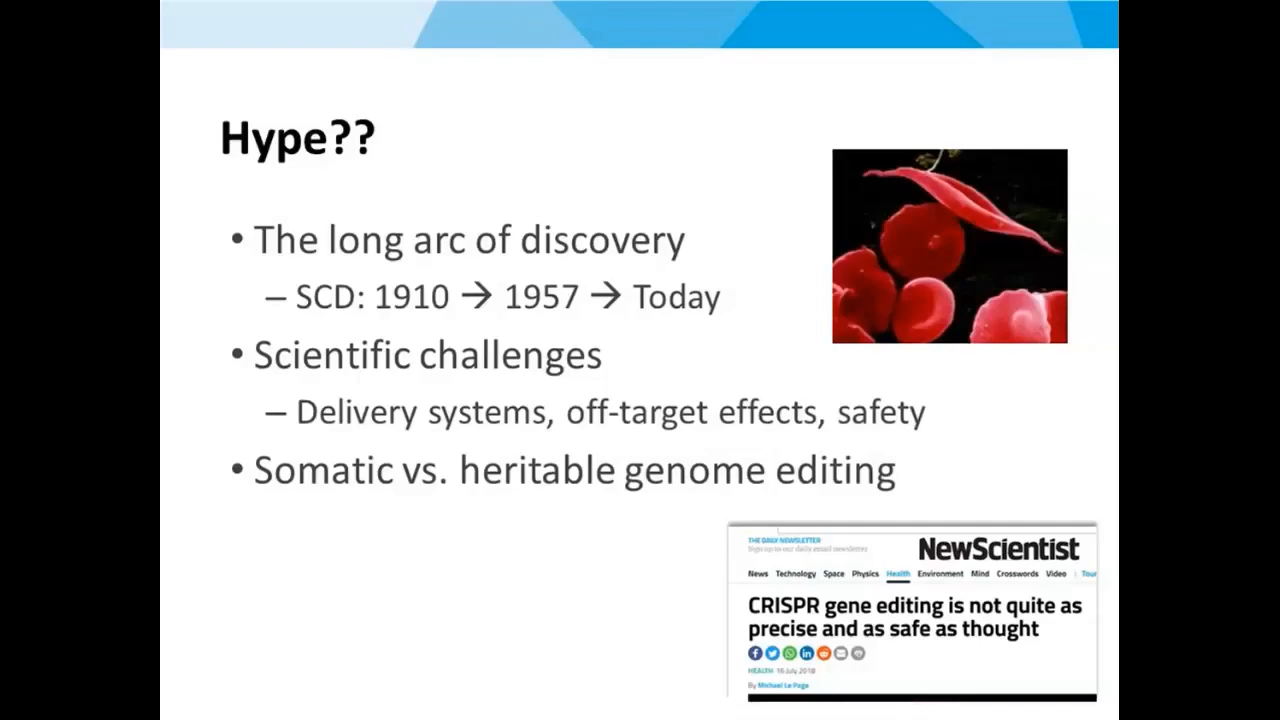 Hype??
• The long arc of discovery
– SCD: 1910 → 1957 → Today
• Scientific challenges
– Delivery systems, off-target effects, safety
• Somatic vs. heritable genome editing
THE DAILY NEWSLETTER
Sign up to our daily email newsletter
NewScientist
News Technology Space Physics Health Environment Mind Crosswords Video Tour
CRISPR gene editing is not quite as
precise and as safe as thought
HEALTH 16 July 2018
By Michael Le Page